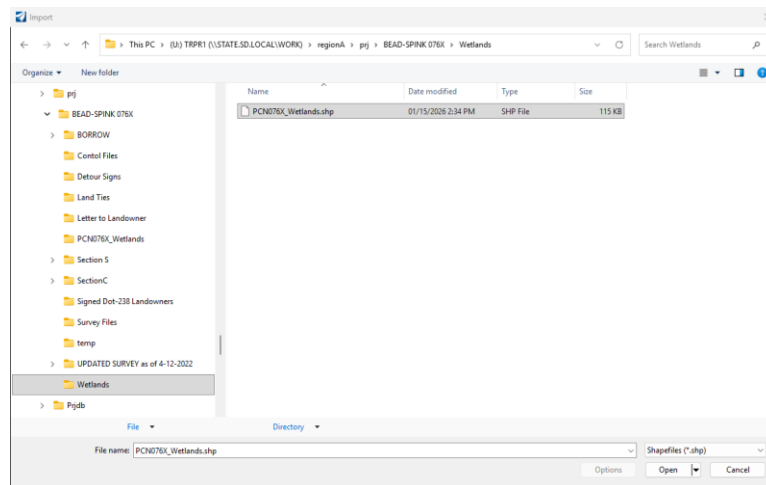 Import
This PC > (U:) TRPR1 (\\STATE.SD.LOCAL\WORK) > regionA > prj > BEAD-SPINK 076X > Wetlands
Search Wetlands
Organize
New folder
prj
BEAD-SPINK 076X
BORROW
Contol Files
Detour Signs
Land Ties
Letter to Landowner
PCN076X_Wetlands
Section S
SectionC
Signed Dot-238 Landowners
Survey Files
temp
UPDATED SURVEY as of 4-12-2022
Wetlands
Prjdb
Name Date modified Type Size
PCN076X_Wetlands.shp 01/15/2026 2:34 PM SHP File 115 KB
File Directory
File name: PCN076X_Wetlands.shp Shapefiles (*.shp)
Options Open Cancel